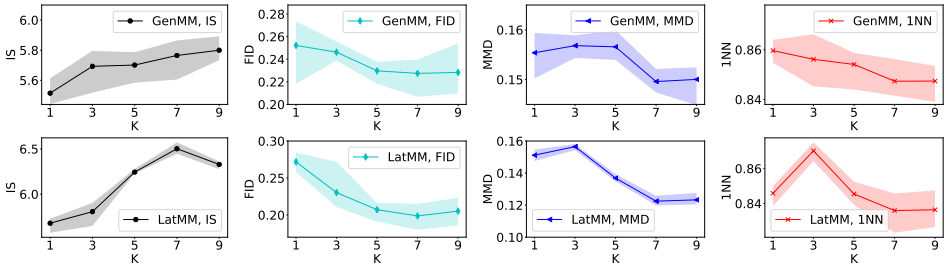 IS
6.0
5.8
5.6
GenMM, IS
1 3 5 7 9
K
FID
0.28
0.26
0.24
0.22
0.20
GenMM, FID
1 3 5 7 9
K
MMD
0.16
0.15
GenMM, MMD
1 3 5 7 9
K
1NN
0.86
0.84
GenMM, 1NN
1 3 5 7 9
K
IS
6.5
6.0
LatMM, IS
1 3 5 7 9
K
FID
0.30
0.25
0.20
LatMM, FID
1 3 5 7 9
K
MMD
0.16
0.14
0.12
0.10
LatMM, MMD
1 3 5 7 9
K
1NN
0.86
0.84
LatMM, 1NN
1 3 5 7 9
K